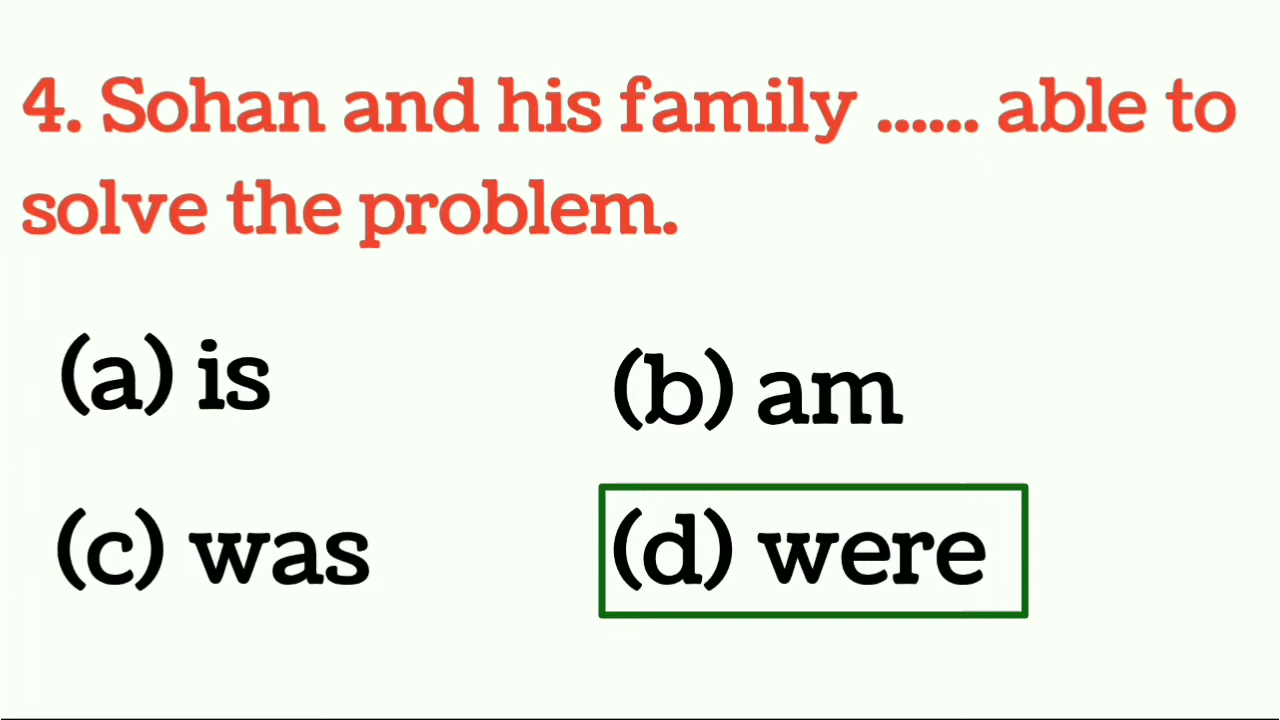 4. Sohan and his family ...... able to
solve the problem.
(a) is
(b) am
(c) was
(d) were